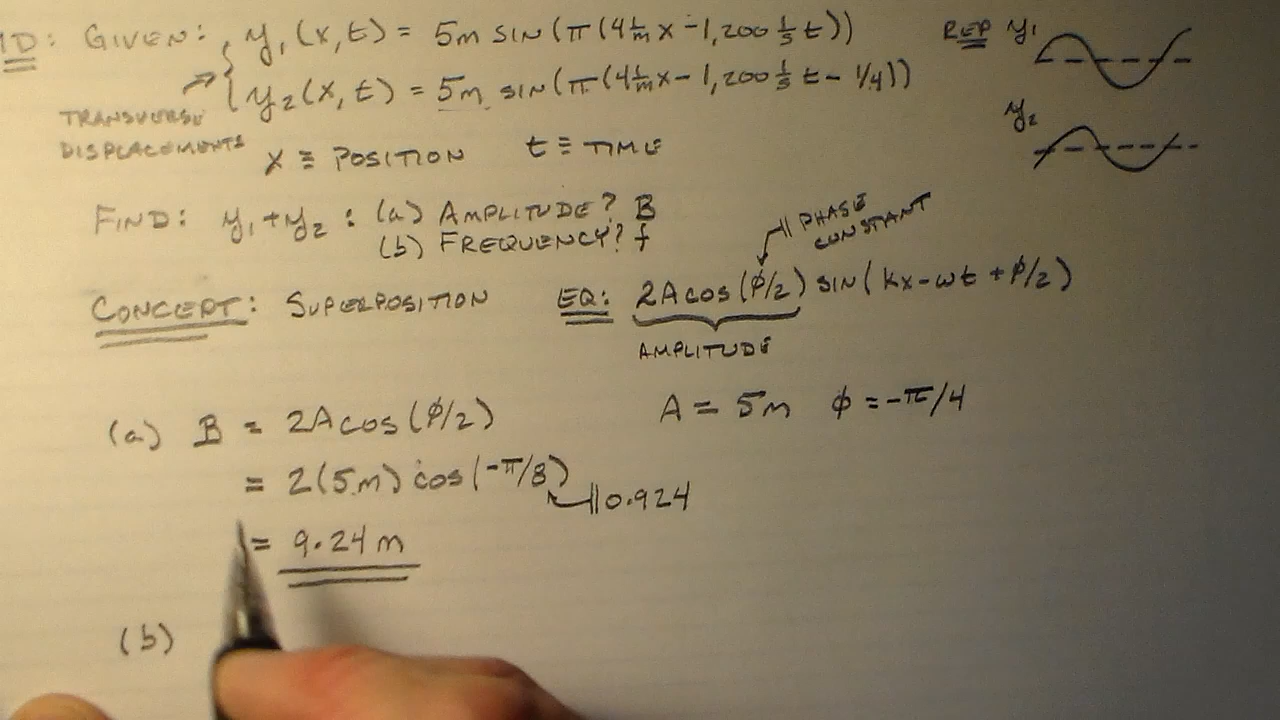 ID: GIVEN: y₁(x,t) = 5m SIN(π(4 1/m x - 1,200 1/s t))
REP y₁
y₂(x,t) = 5m SIN(π(4 1/m x - 1,200 1/s t - 1/4))
y₂
TRANSVERSE
DISPLACEMENTS
x ≡ POSITION t ≡ TIME
FIND: y₁+y₂: (a) AMPLITUDE? B
(b) FREQUENCY? f
PHASE
CONSTANT
CONCEPT: SUPERPOSITION EQ: 2A cos(φ/2) SIN(kx-ωt+φ/2)
AMPLITUDE
(a) B = 2A cos(φ/2) A = 5m φ = -π/4
= 2(5m) cos(-π/8) 0.924
= 9.24 m
(b)